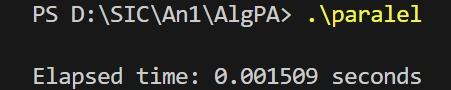 PS D:\SIC\An1\AlgPA> .\paralel
Elapsed time: 0.001509 seconds